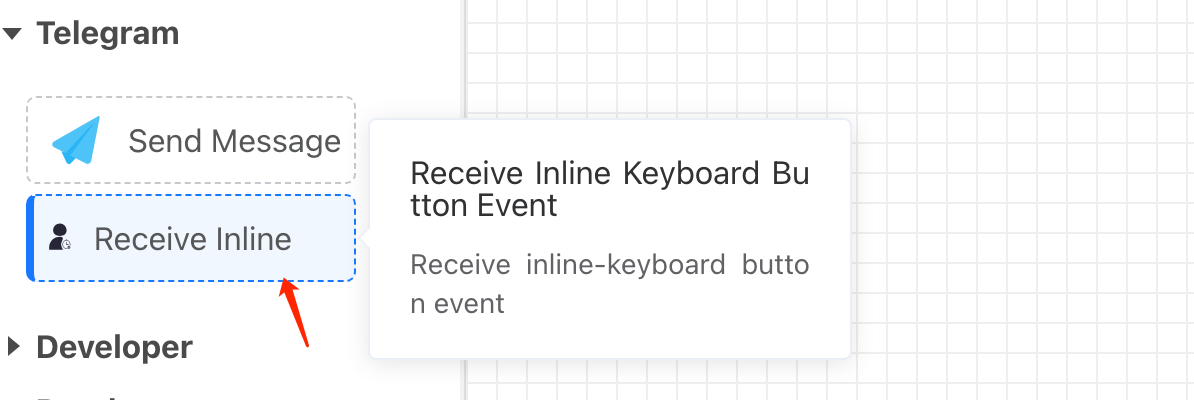 Telegram
Send Message
Receive Inline
Receive Inline Keyboard Bu
tton Event
Receive inline-keyboard butto
n event
Developer